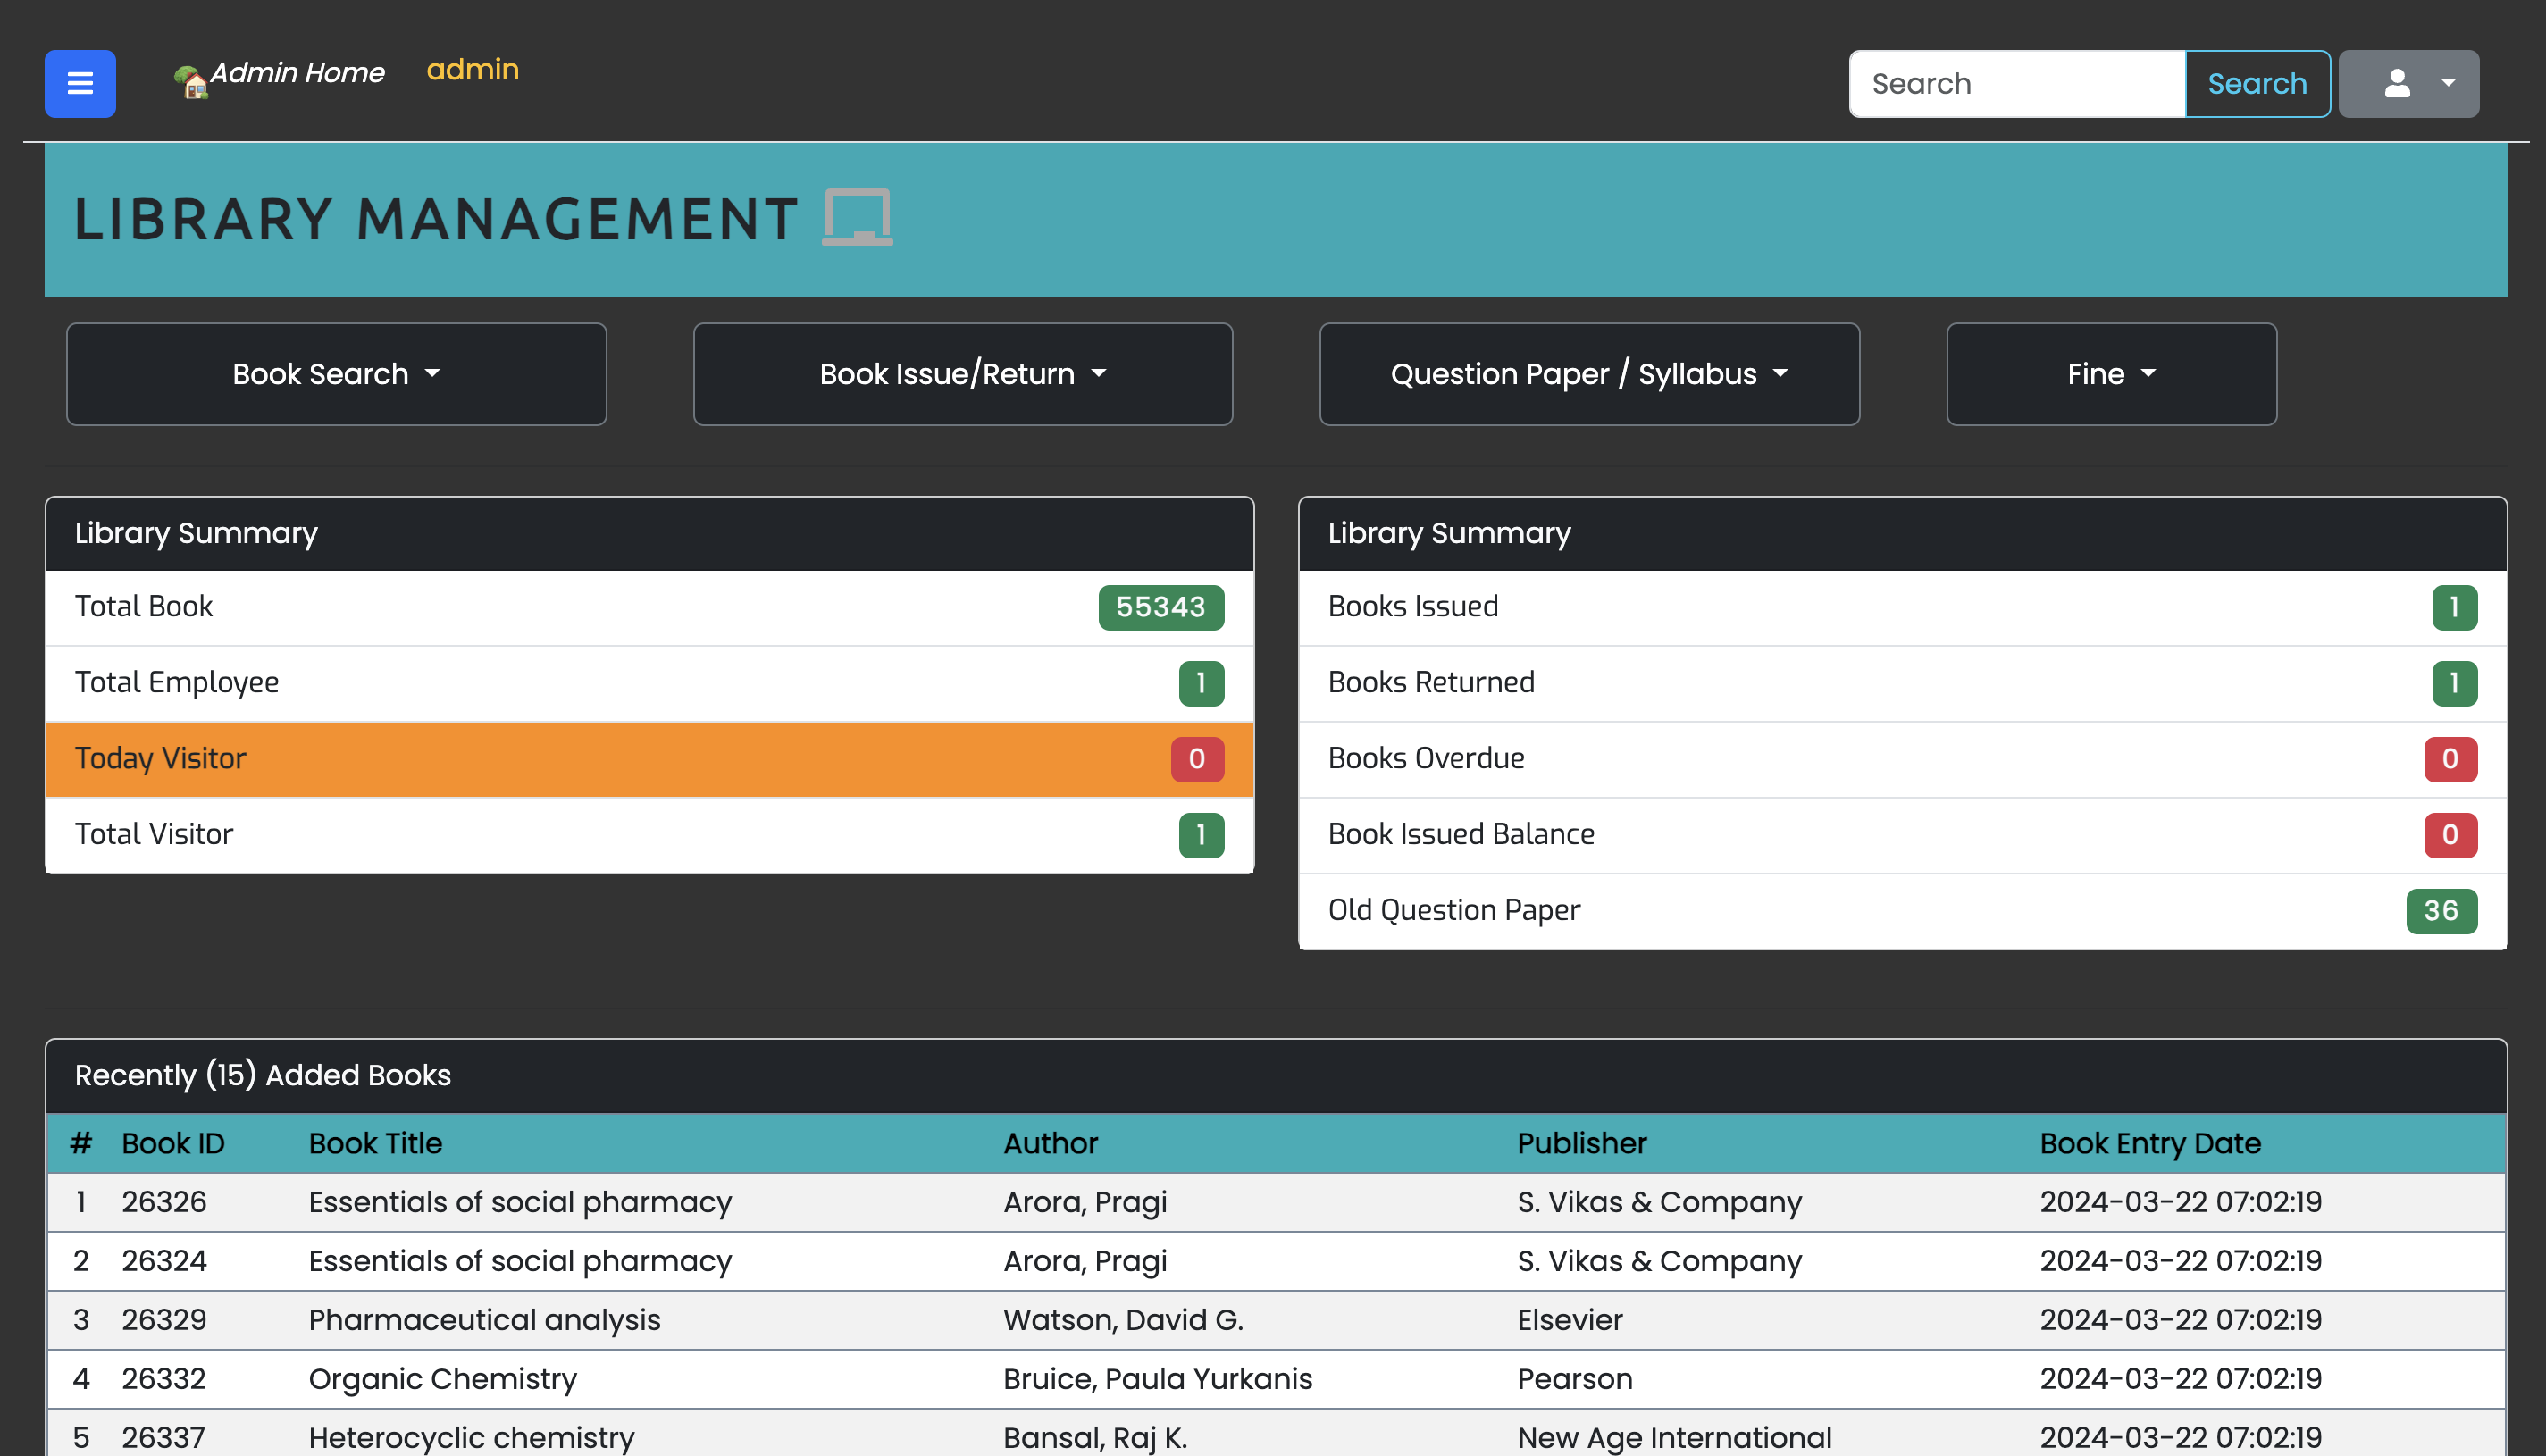 Admin Home admin Search Search
LIBRARY MANAGEMENT
Book Search Book Issue/Return Question Paper / Syllabus Fine
Library Summary
Total Book 55343
Total Employee 1
Today Visitor 0
Total Visitor 1
Library Summary
Books Issued 1
Books Returned 1
Books Overdue 0
Book Issued Balance 0
Old Question Paper 36
Recently (15) Added Books
# Book ID Book Title Author Publisher Book Entry Date
1 26326 Essentials of social pharmacy Arora, Pragi S. Vikas & Company 2024-03-22 07:02:19
2 26324 Essentials of social pharmacy Arora, Pragi S. Vikas & Company 2024-03-22 07:02:19
3 26329 Pharmaceutical analysis Watson, David G. Elsevier 2024-03-22 07:02:19
4 26332 Organic Chemistry Bruice, Paula Yurkanis Pearson 2024-03-22 07:02:19
5 26337 Heterocyclic chemistry Bansal, Raj K. New Age International 2024-03-22 07:02:19